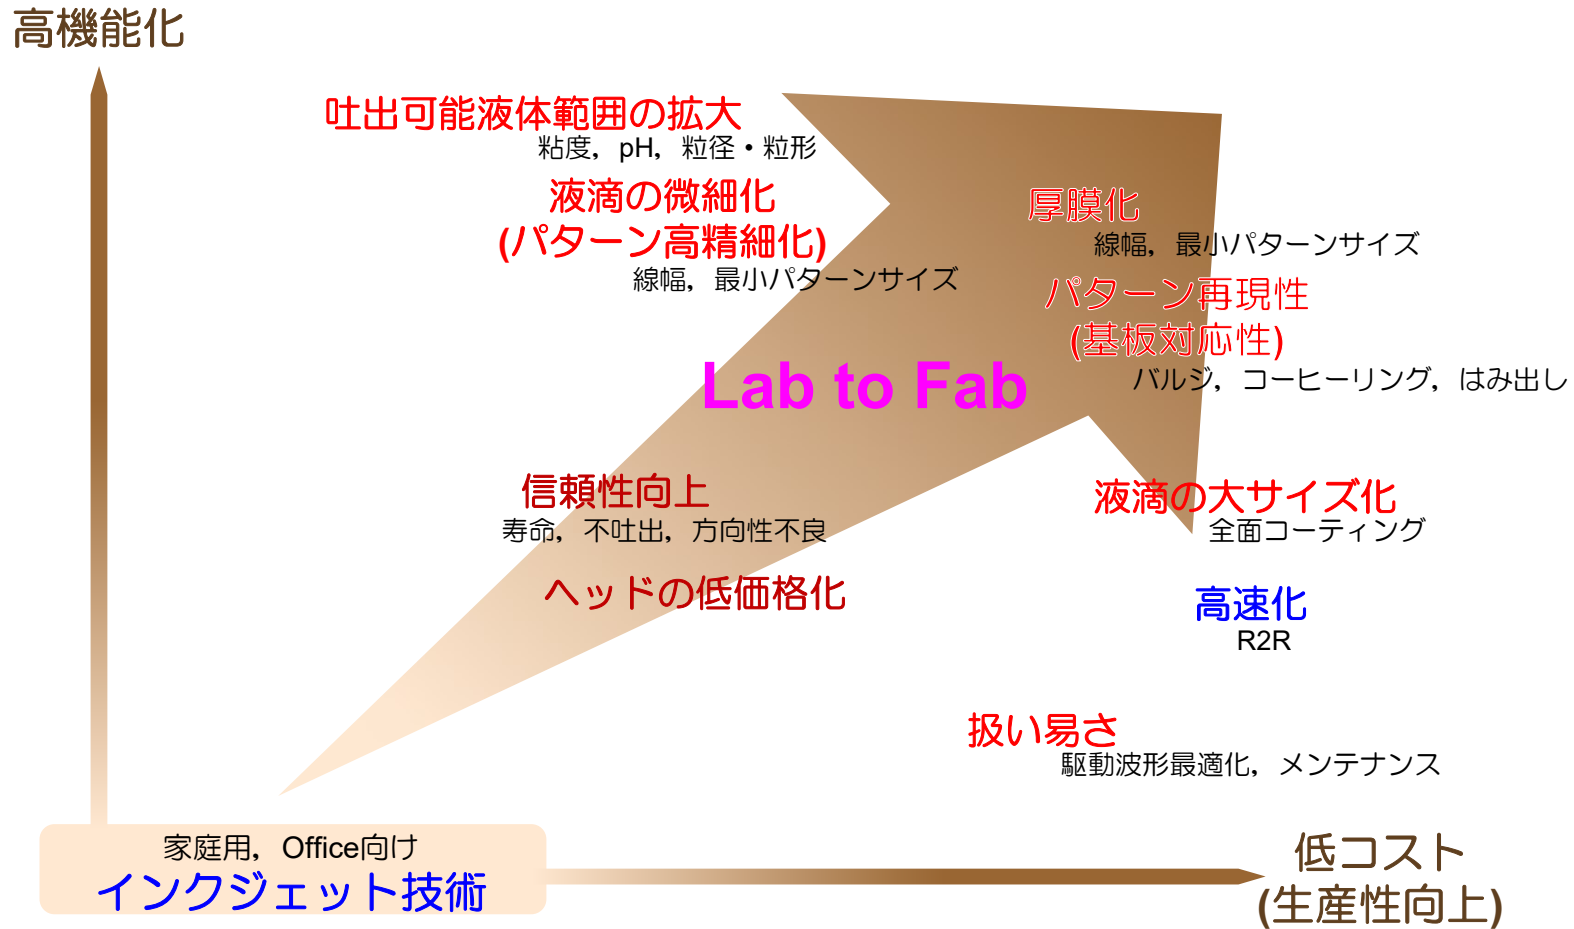 高機能化
吐出可能液体範囲の拡大
粘度，pH，粒径・粒形
液滴の微細化
(パターン高精細化)
線幅，最小パターンサイズ
厚膜化
線幅，最小パターンサイズ
パターン再現性
(基板対応性)
バルジ，コーヒーリング，はみ出し
Lab to Fab
信頼性向上
寿命，不吐出，方向性不良
ヘッドの低価格化
液滴の大サイズ化
全面コーティング
高速化
R2R
扱い易さ
駆動波形最適化，メンテナンス
家庭用，Office向け
インクジェット技術
低コスト
(生産性向上)